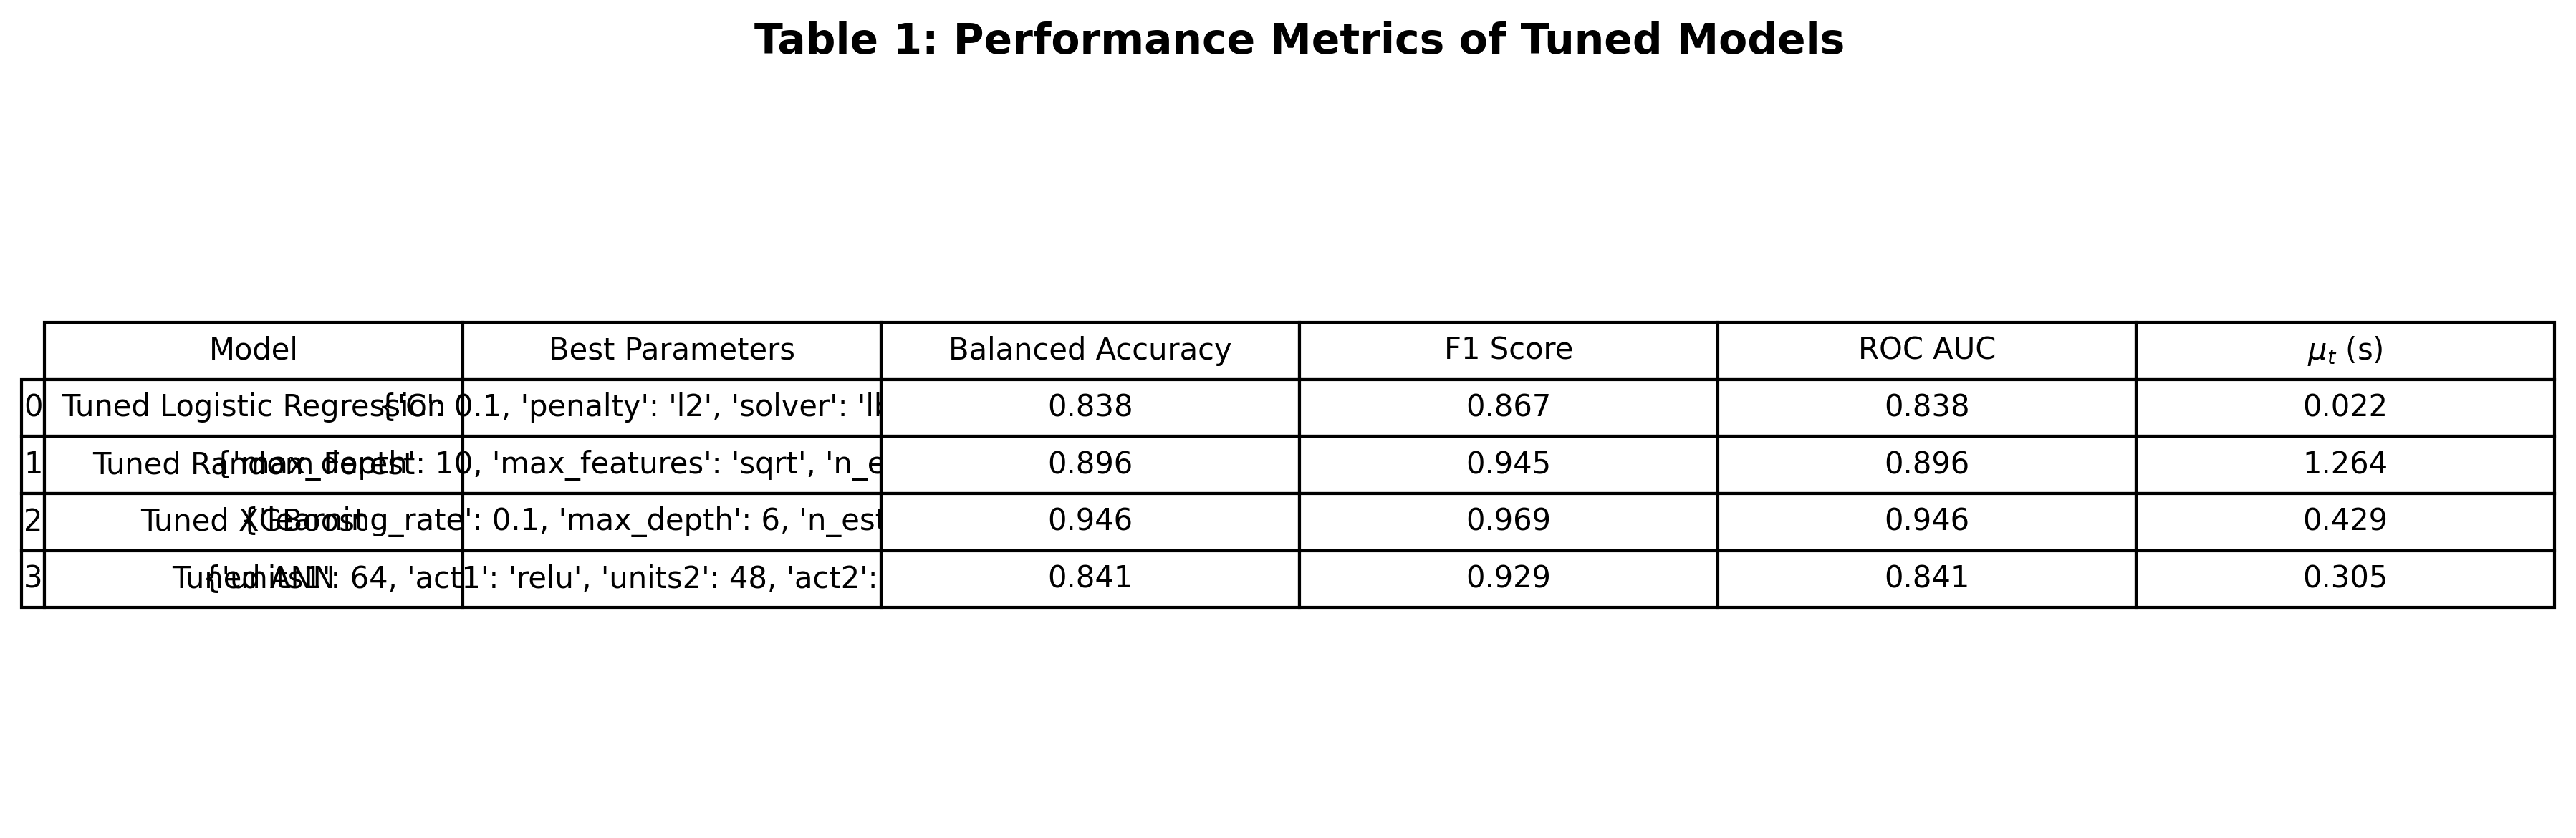 Table 1: Performance Metrics of Tuned Models
Model Best Parameters Balanced Accuracy F1 Score ROC AUC μt (s)
0 Tuned Logistic Regression {'C': 0.1, 'penalty': 'l2', 'solver': 0.838 0.867 0.838 0.022
1 Tuned Random Forest {'max_depth': 10, 'max_features': 'sqrt', 0.896 0.945 0.896 1.264
2 Tuned XGBoost {'learning_rate': 0.1, 'max_depth': 6, 0.946 0.969 0.946 0.429
3 Tuned ANN {'units1': 64, 'act1': 'relu', 'units2': 48, 'act2': 0.841 0.929 0.841 0.305